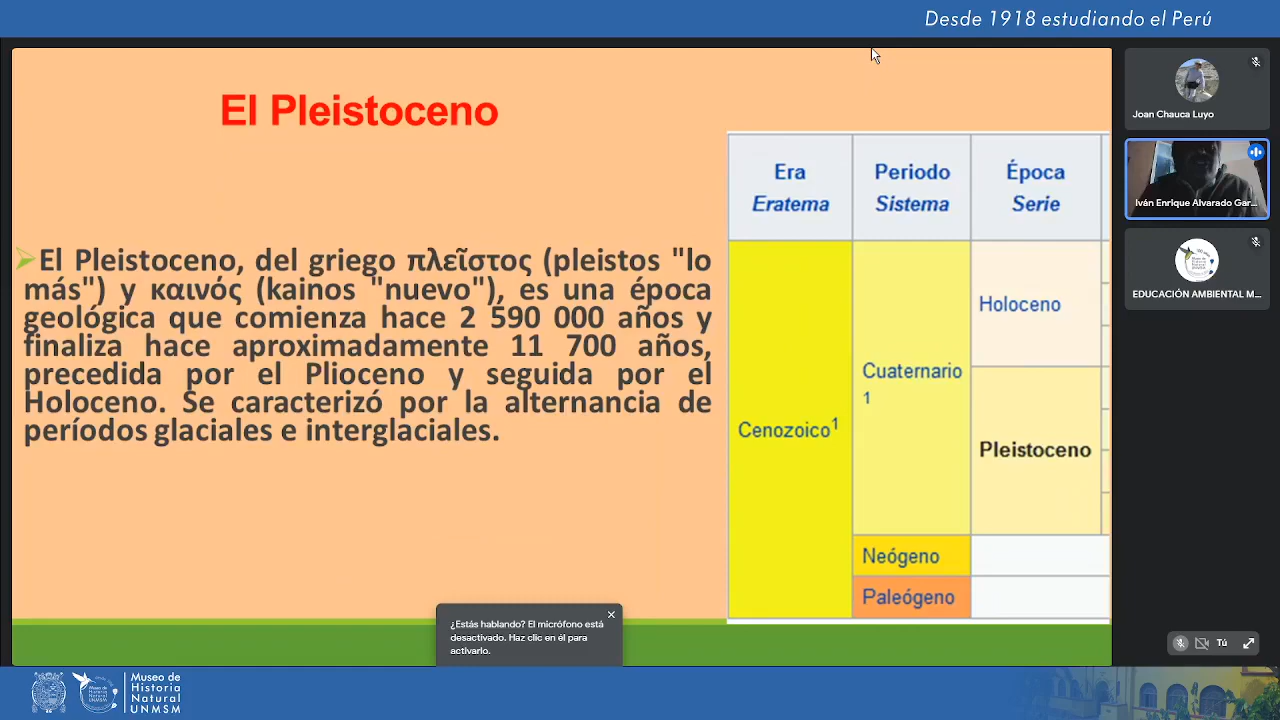 Desde 1918 estudiando el Perú
El Pleistoceno
El Pleistoceno, del griego πλεῖστος (pleistos "lo
más") y καινός (kainos "nuevo"), es una época
geológica que comienza hace 2 590 000 años y
finaliza hace aproximadamente 11 700 años,
precedida por el Plioceno y seguida por el
Holoceno. Se caracterizó por la alternancia de
períodos glaciales e interglaciales.
Era
Eratema
Periodo
Sistema
Época
Serie
Cenozoico1
Cuaternario
1
Holoceno
Pleistoceno
Neógeno
Paleógeno
Joan Chauca Luyo
Iván Enrique Alvarado Gar...
EDUCACIÓN AMBIENTAL M...
¿Estás hablando? El micrófono está
desactivado. Haz clic en él para
activarlo.
Tú
Museo de
Historia
Natural
UNMSM